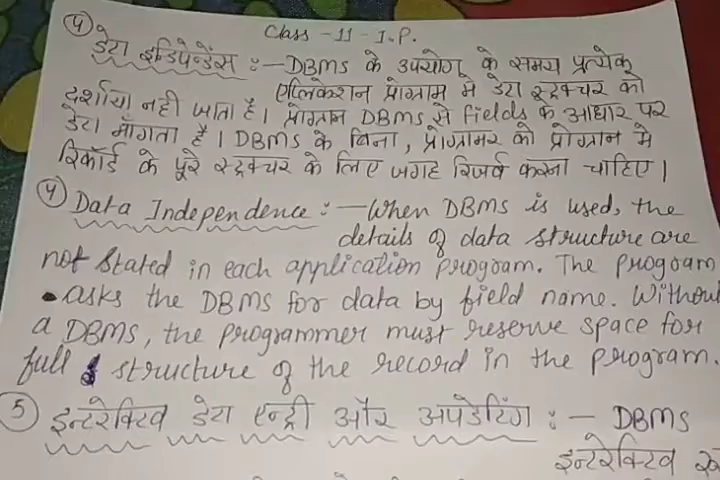 Class - 11 - I.P.
④ डेटा इन्डिपेन्डेंस :- DBMS के उपयोग के समय प्रत्येक
एप्लिकेशन प्रोग्राम में डेटा स्ट्रक्चर को
दर्शाया नही जाता है। प्रोग्राम DBMS से fields के आधार पर
डेटा माँगता है। DBMS के बिना, प्रोग्रामर को प्रोग्राम मे
रिकॉर्ड के पूरे स्ट्रक्चर के लिए जगह रिजर्व करना चाहिए।
④ Data Independence :- When DBMS is used, the
details of data structure are
not stated in each application program. The program
asks the DBMS for data by field name. Without
a DBMS, the programmer must reserve space for
full structure of the record in the program.
⑤ इन्टरेक्टिव डेटा एन्ट्री और अपडेटिंग :- DBMS
इन्टरेक्टिव